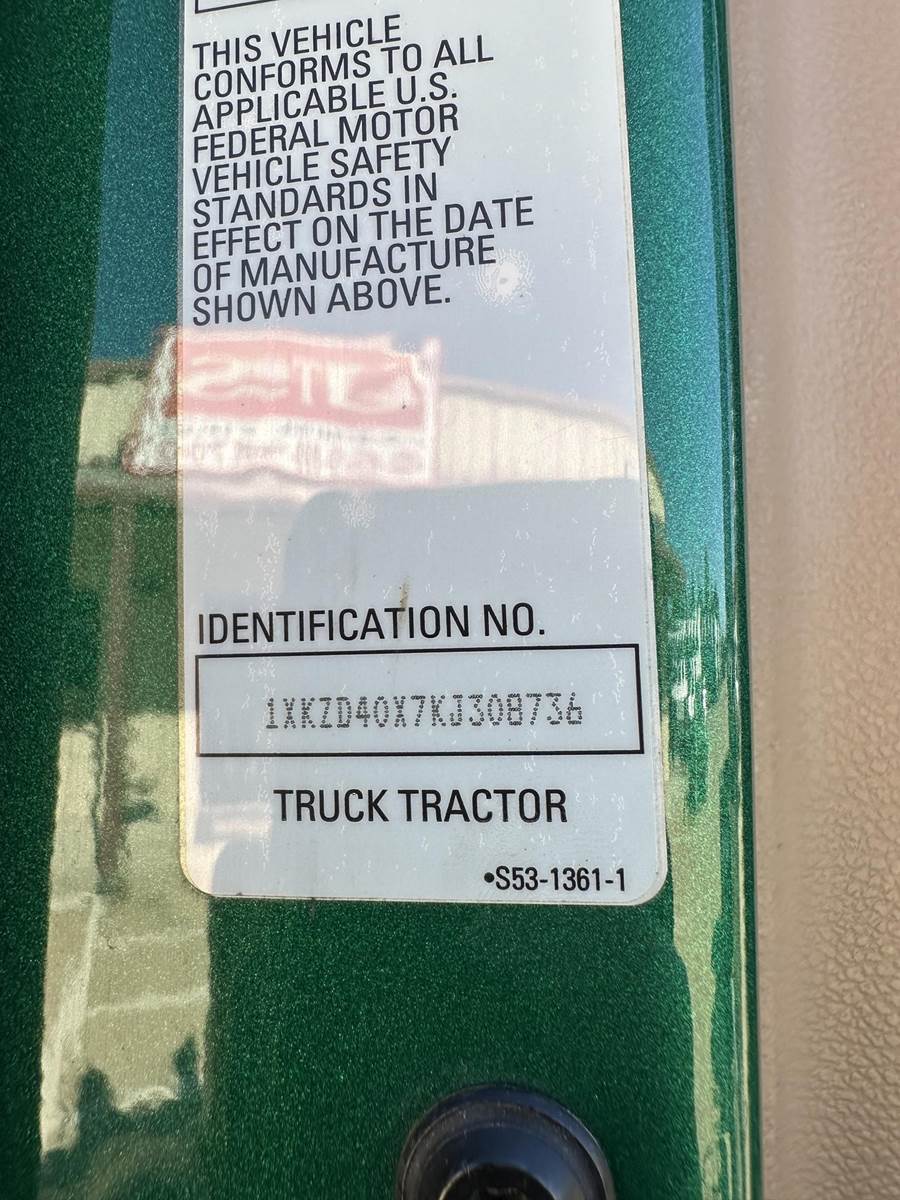 THIS VEHICLE
CONFORMS TO ALL
APPLICABLE U.S.
FEDERAL MOTOR
VEHICLE SAFETY
STANDARDS IN
EFFECT ON THE DATE
OF MANUFACTURE
SHOWN ABOVE.
IDENTIFICATION NO.
1XKZD40X7KJ308736
TRUCK TRACTOR
•S53-1361-1